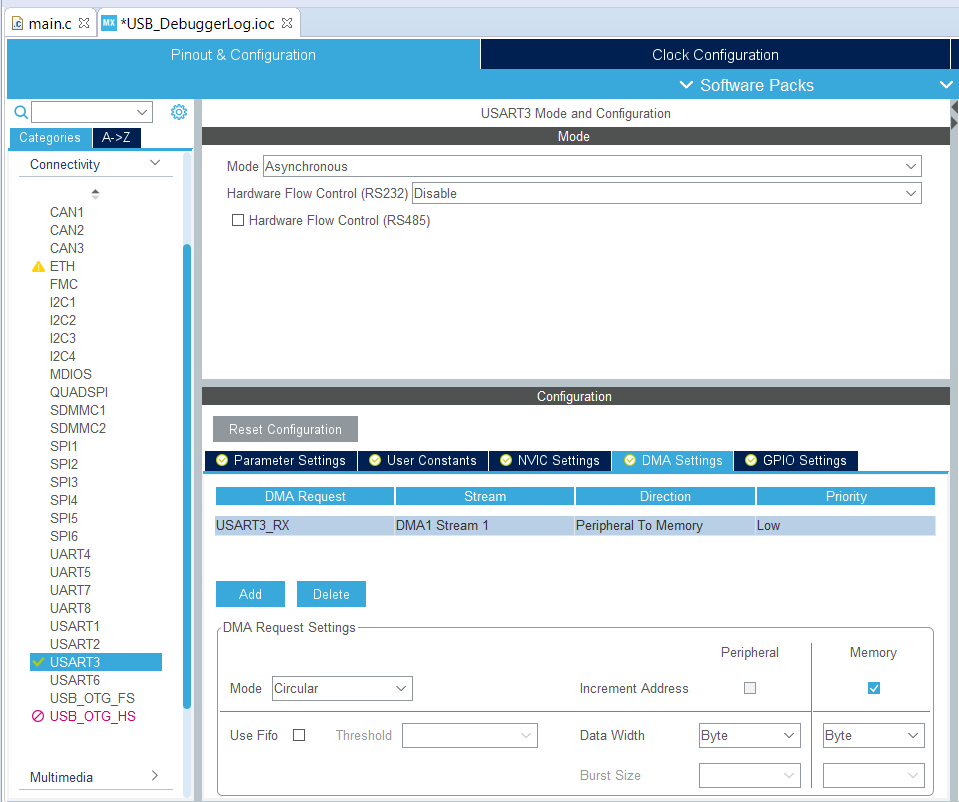 main.c
MX *USB_DebuggerLog.ioc
Pinout & Configuration
Clock Configuration
Software Packs
Categories
A->Z
Connectivity
CAN1
CAN2
CAN3
ETH
FMC
I2C1
I2C2
I2C3
I2C4
MDIOS
QUADSPI
SDMMC1
SDMMC2
SPI1
SPI2
SPI3
SPI4
SPI5
SPI6
UART4
UART5
UART7
UART8
USART1
USART2
USART3
USART6
USB_OTG_FS
USB_OTG_HS
Multimedia
USART3 Mode and Configuration
Mode
Mode Asynchronous
Hardware Flow Control (RS232) Disable
Hardware Flow Control (RS485)
Configuration
Reset Configuration
Parameter Settings
User Constants
NVIC Settings
DMA Settings
GPIO Settings
DMA Request Stream Direction Priority
USART3_RX DMA1 Stream 1 Peripheral To Memory Low
Add
Delete
DMA Request Settings
Peripheral Memory
Mode Circular Increment Address
Use Fifo Threshold Data Width Byte Byte
Burst Size